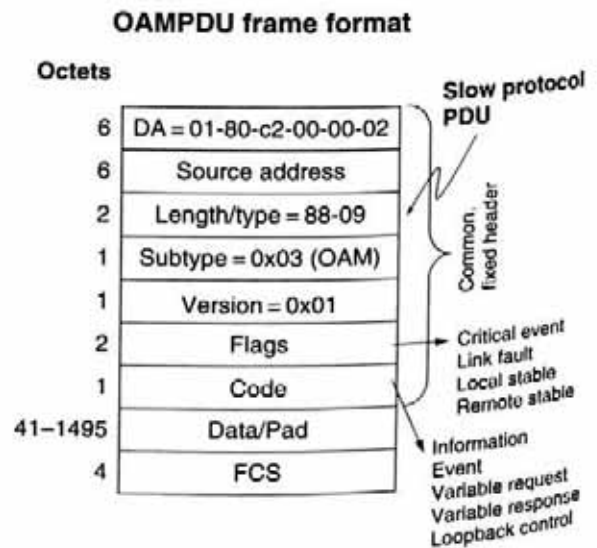 OAMPDU frame format
Octets
Slow protocol
PDU
6 DA = 01-80-c2-00-00-02
6 Source address
2 Length/type = 88-09
1 Subtype = 0x03 (OAM)
1 Version = 0x01
2 Flags
1 Code
41–1495 Data/Pad
4 FCS
Common,
fixed header
Critical event
Link fault
Local stable
Remote stable
Information
Event
Variable request
Variable response
Loopback control